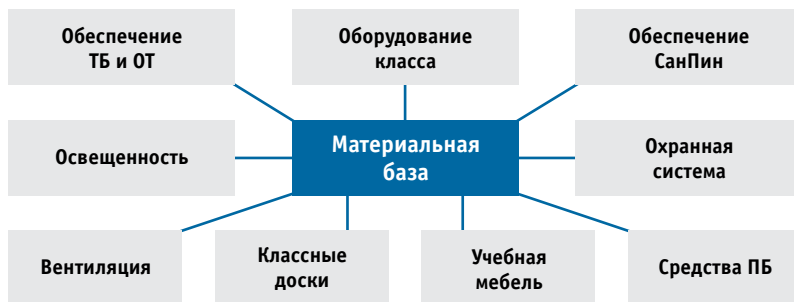 Обеспечение
ТБ и ОТ
Оборудование
класса
Обеспечение
СанПин
Освещенность
Материальная
база
Охранная
система
Вентиляция
Классные
доски
Учебная
мебель
Средства ПБ